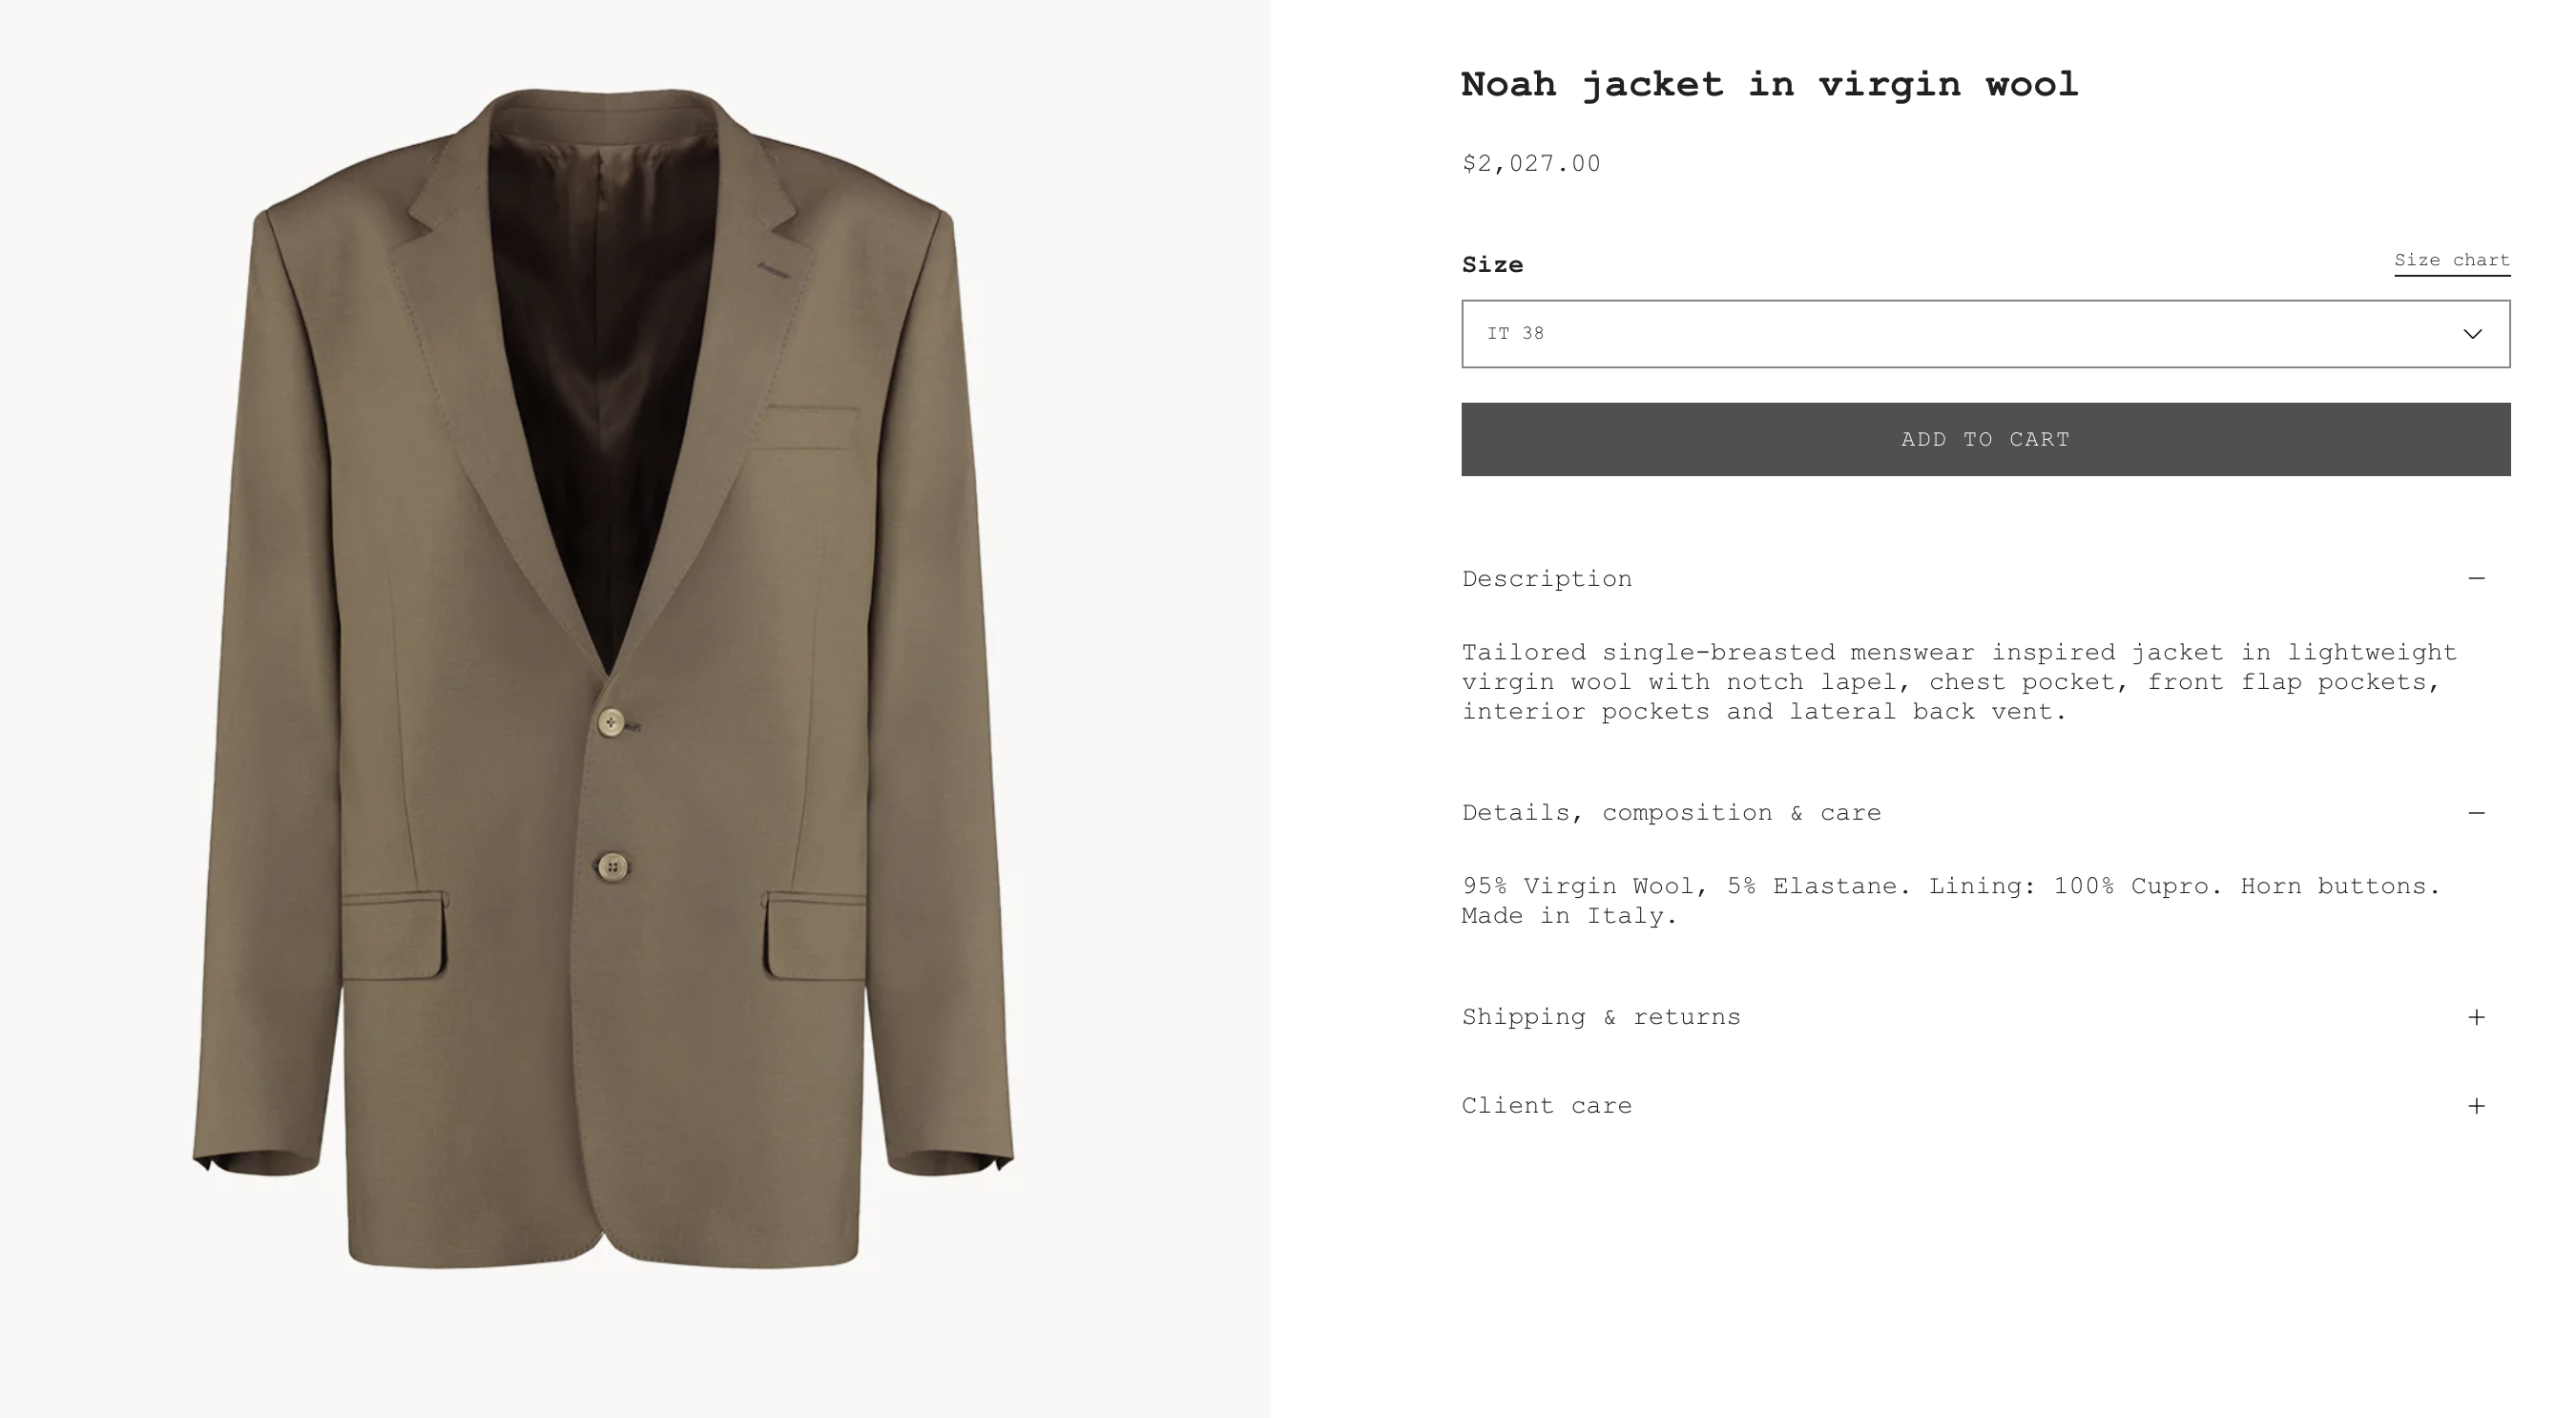 Noah jacket in virgin wool
$2,027.00
Size
Size chart
IT 38
ADD TO CART
Description
Tailored single-breasted menswear inspired jacket in lightweight
virgin wool with notch lapel, chest pocket, front flap pockets,
interior pockets and lateral back vent.
Details, composition & care
95% Virgin Wool, 5% Elastane. Lining: 100% Cupro. Horn buttons.
Made in Italy.
Shipping & returns
Client care